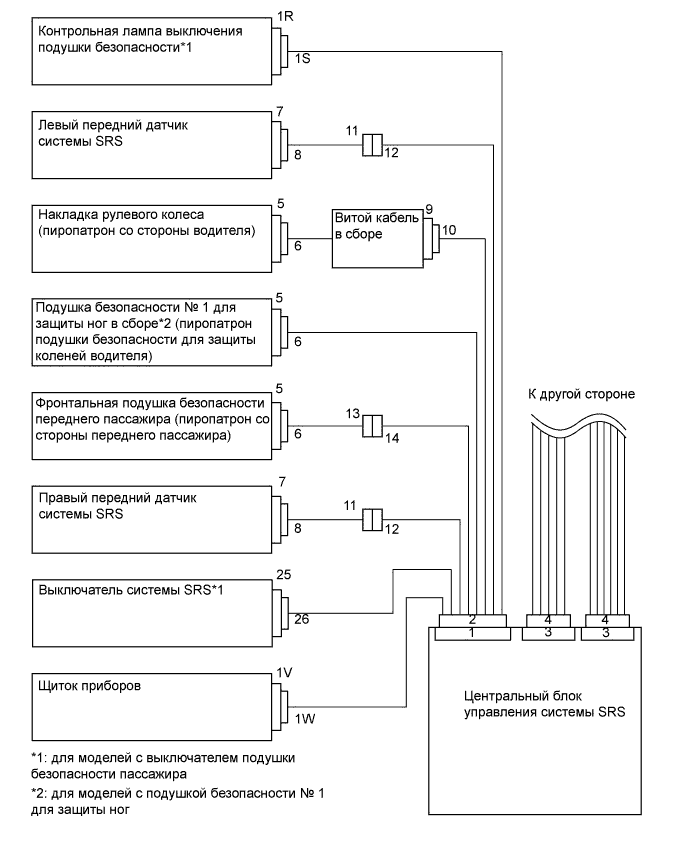 1R
Контрольная лампа выключения
подушки безопасности*1
1S
7
Левый передний датчик
системы SRS
8
11
12
5
Накладка рулевого колеса
(пиропатрон со стороны водителя)
6
Витой кабель
в сборе
9
10
5
Подушка безопасности № 1 для
защиты ног в сборе*2 (пиропатрон
подушки безопасности для защиты
коленей водителя)
6
5
Фронтальная подушка безопасности
переднего пассажира (пиропатрон со
стороны переднего пассажира)
6
13
14
К другой стороне
7
Правый передний датчик
системы SRS
8
11
12
25
Выключатель системы SRS*1
26
2
1
4
3
4
3
1V
Щиток приборов
1W
Центральный блок
управления системы SRS
*1: для моделей с выключателем подушки
безопасности пассажира
*2: для моделей с подушкой безопасности № 1
для защиты ног